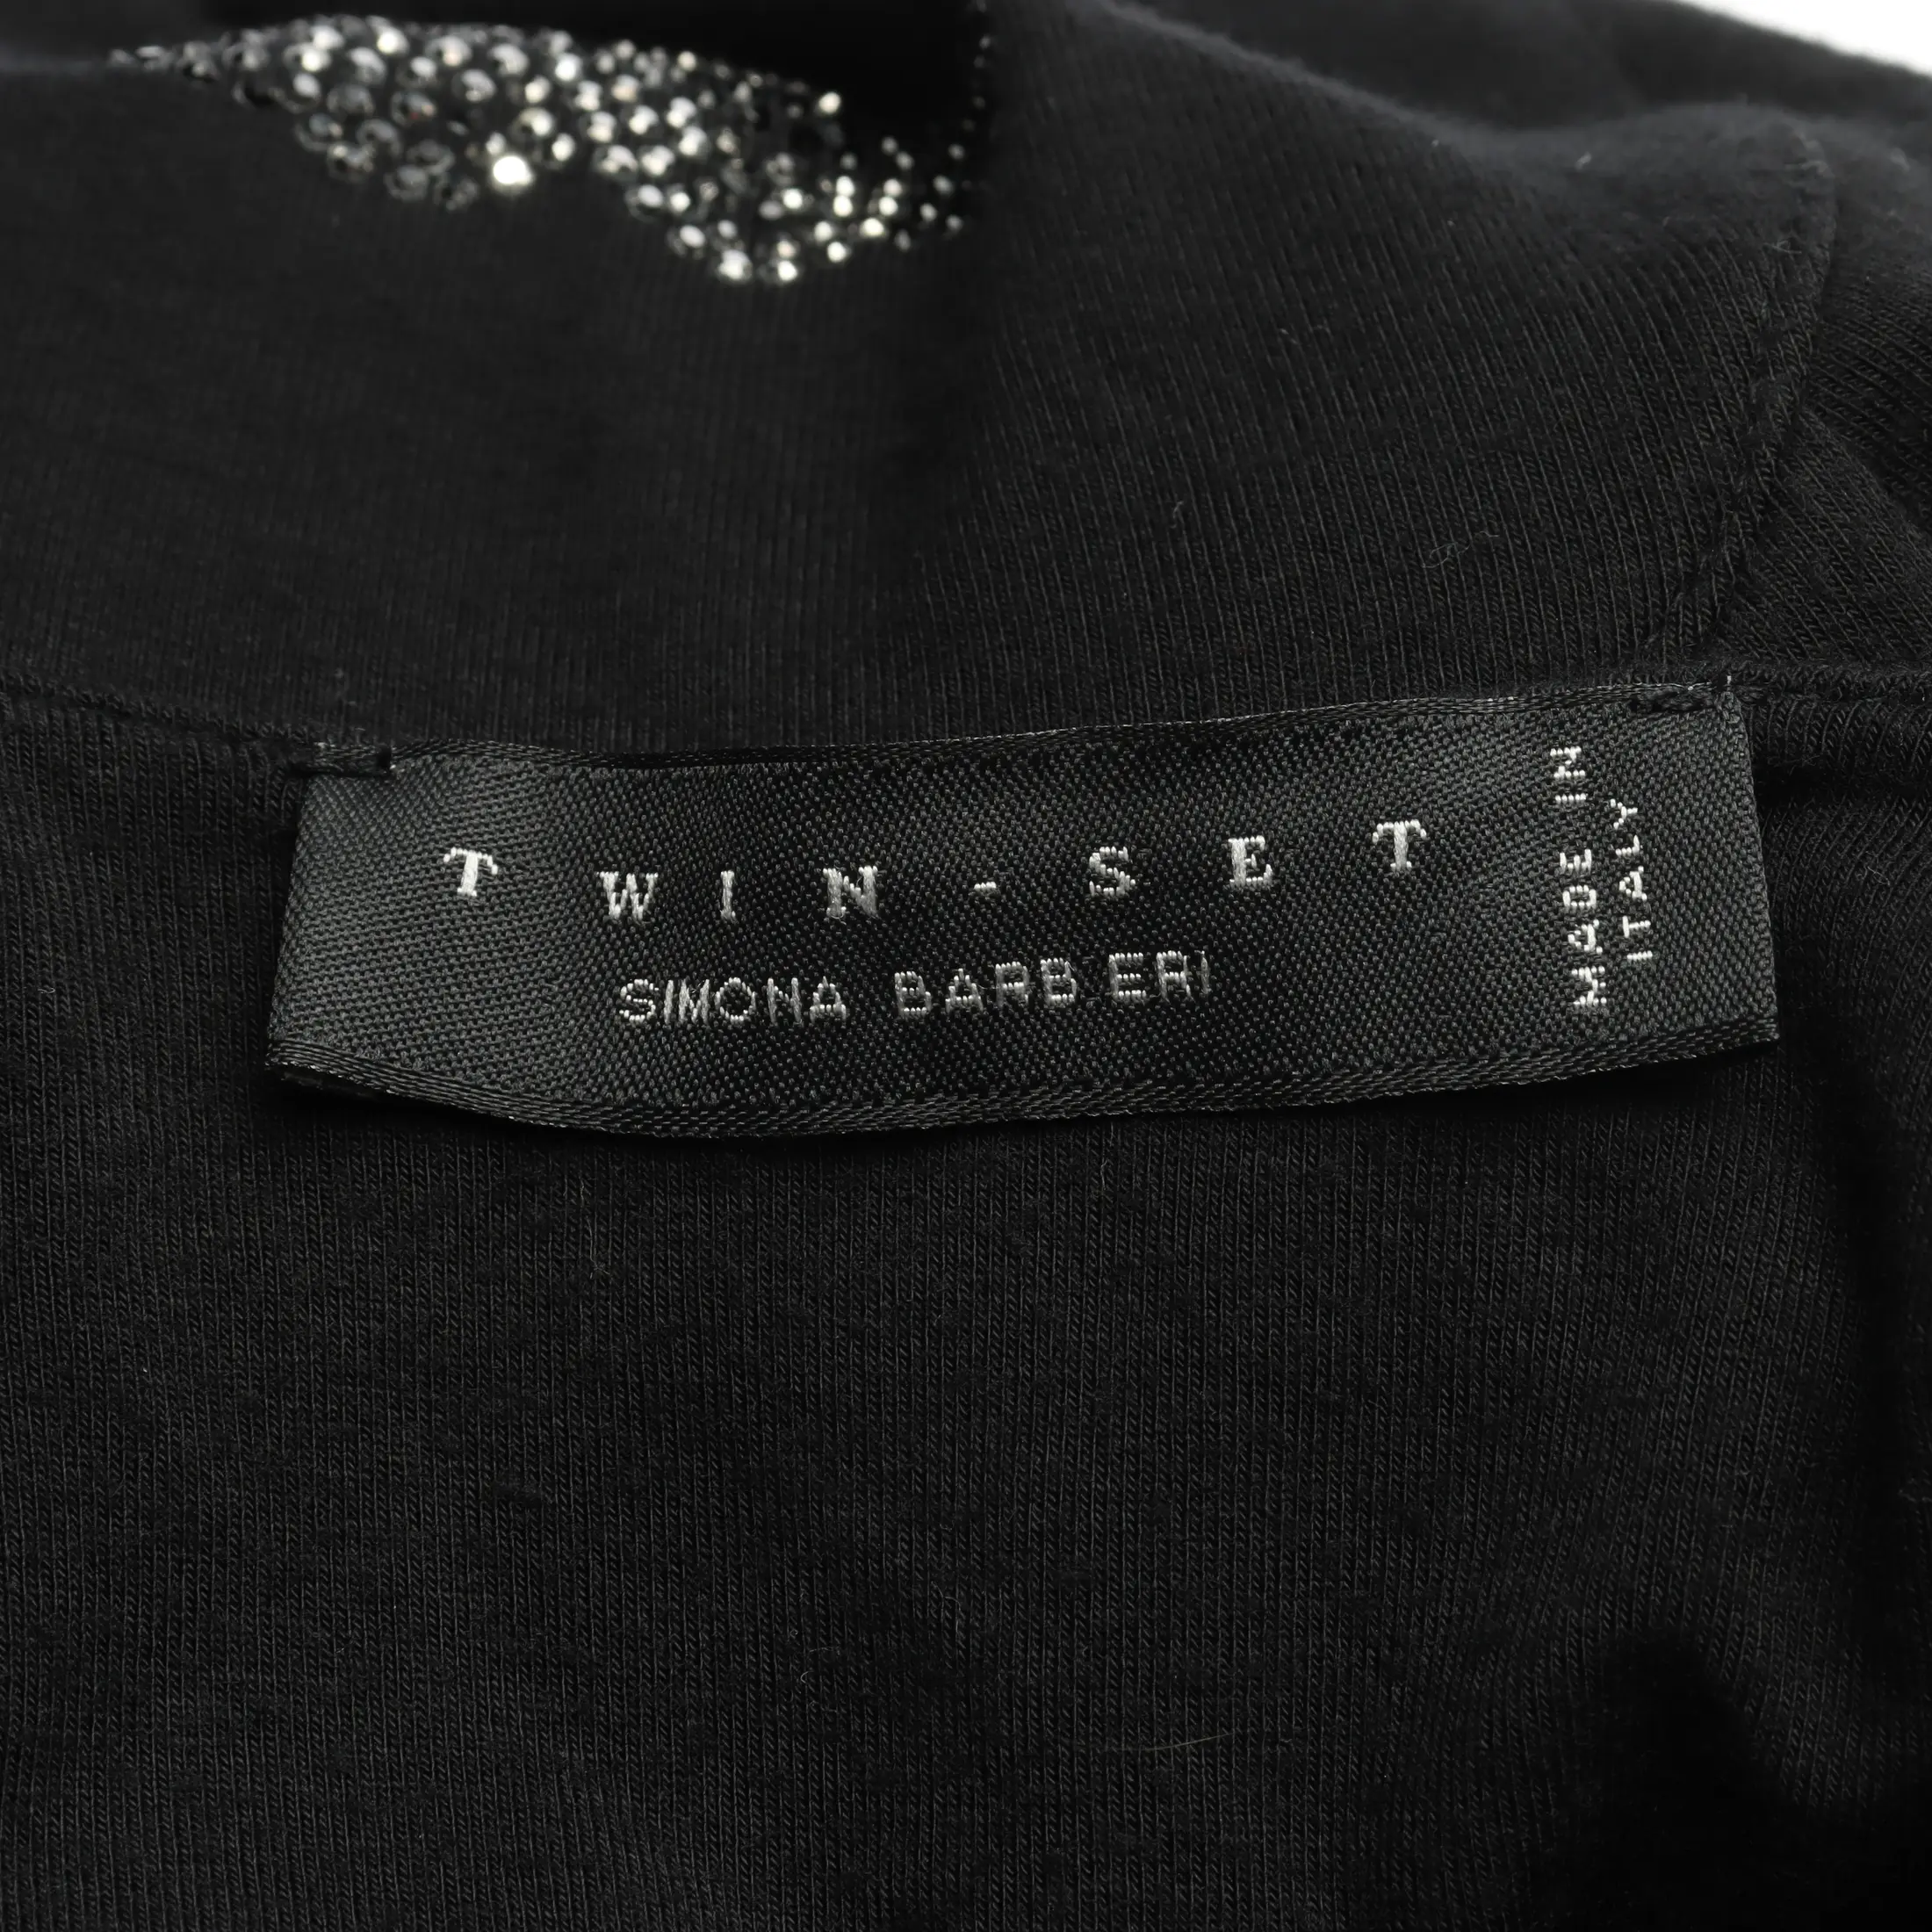 TWIN-SET
SIMONA BARBIERI
MADE IN
ITALY